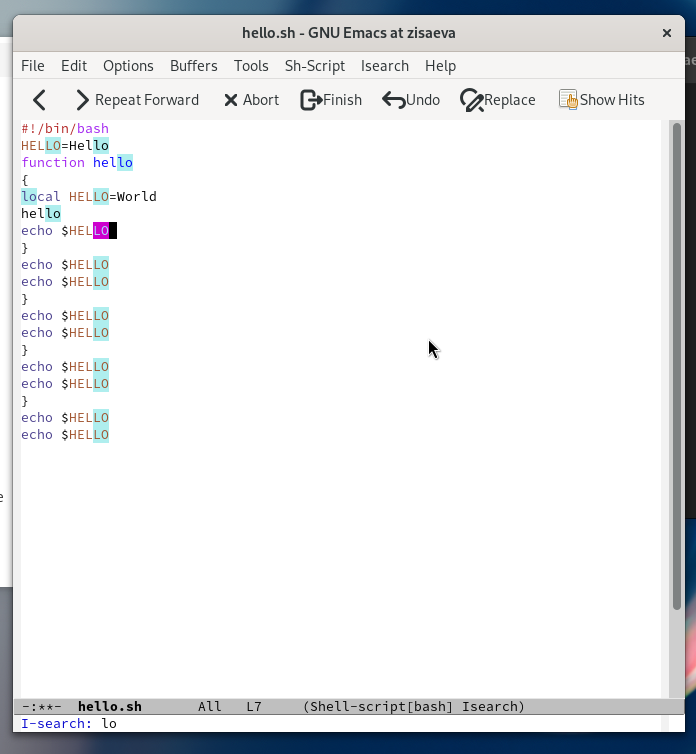 hello.sh - GNU Emacs at zisaeva ×
File Edit Options Buffers Tools Sh-Script Isearch Help
Repeat Forward Abort Finish Undo Replace Show Hits
#!/bin/bash
HELLO=Hello
function hello
{
local HELLO=World
hello
echo $HELLO
}
echo $HELLO
echo $HELLO
}
echo $HELLO
echo $HELLO
}
echo $HELLO
echo $HELLO
}
echo $HELLO
echo $HELLO
-:**- hello.sh All L7 (Shell-script[bash] Isearch)
I-search: lo